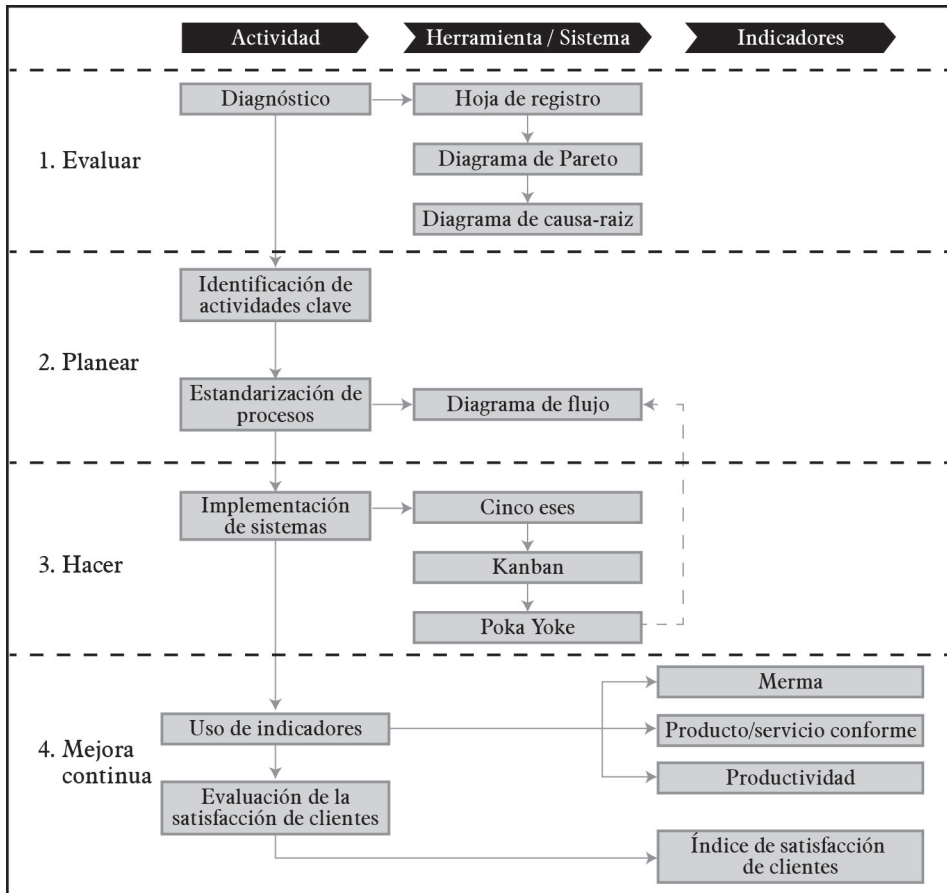 Actividad
Herramienta / Sistema
Indicadores
1. Evaluar
Diagnóstico
Hoja de registro
Diagrama de Pareto
Diagrama de causa-raiz
2. Planear
Identificación de
actividades clave
Estandarización de
procesos
Diagrama de flujo
3. Hacer
Implementación
de sistemas
Cinco eses
Kanban
Poka Yoke
4. Mejora
continua
Uso de indicadores
Merma
Producto/servicio conforme
Productividad
Evaluación de la
satisfacción de clientes
Índice de satisfacción
de clientes